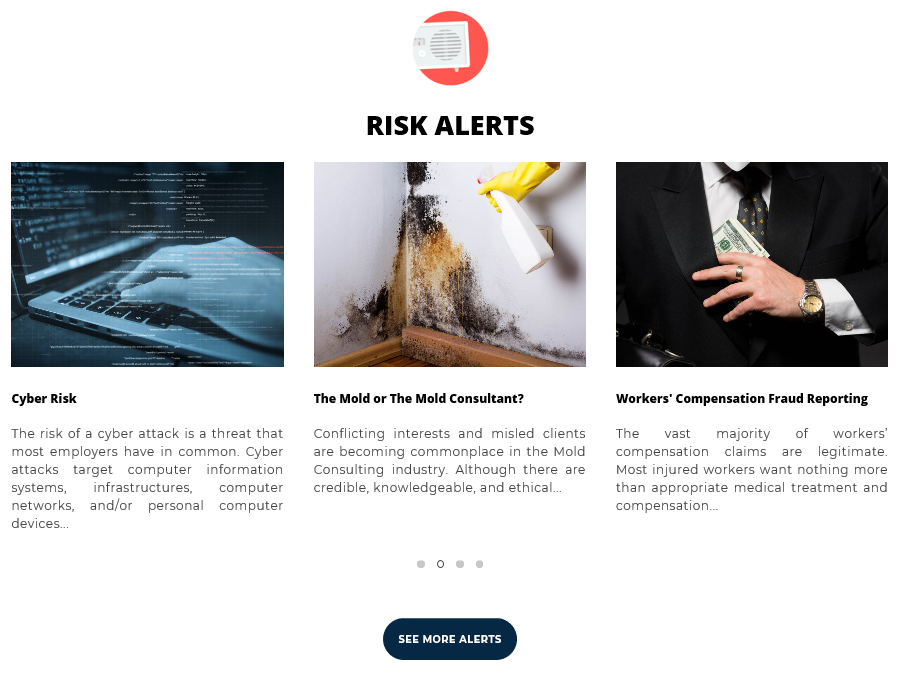 RISK ALERTS
Cyber Risk
The risk of a cyber attack is a threat that
most employers have in common. Cyber
attacks target computer information
systems, infrastructures, computer
networks, and/or personal computer
devices...
The Mold or The Mold Consultant?
Conflicting interests and misled clients
are becoming commonplace in the Mold
Consulting industry. Although there are
credible, knowledgeable, and ethical...
Workers' Compensation Fraud Reporting
The vast majority of workers’
compensation claims are legitimate.
Most injured workers want nothing more
than appropriate medical treatment and
compensation...
SEE MORE ALERTS